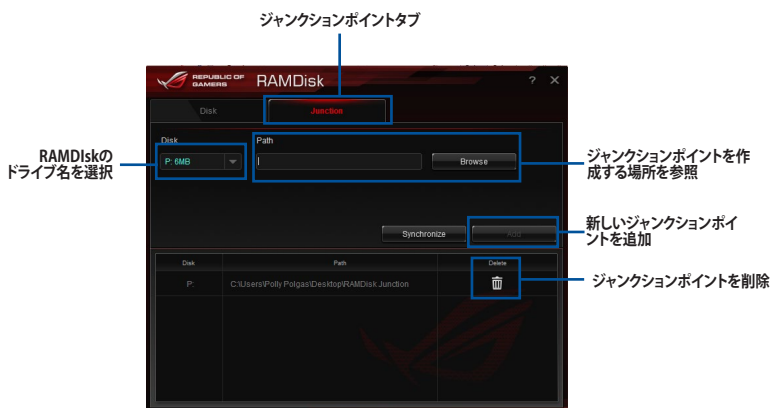 ジャンクションポイントタブ
REPUBLIC OF
GAMERS
RAMDisk
? ×
Disk
Junction
Disk
Path
RAMDIskの
ドライブ名を選択
P: 6MB
Browse
ジャンクションポイントを作
成する場所を参照
Synchronize
Add
新しいジャンクションポイ
ントを追加
Disk
Path
Delete
P:
C:\Users\Polly Polgas\Desktop\RAMDisk Junction
ジャンクションポイントを削除